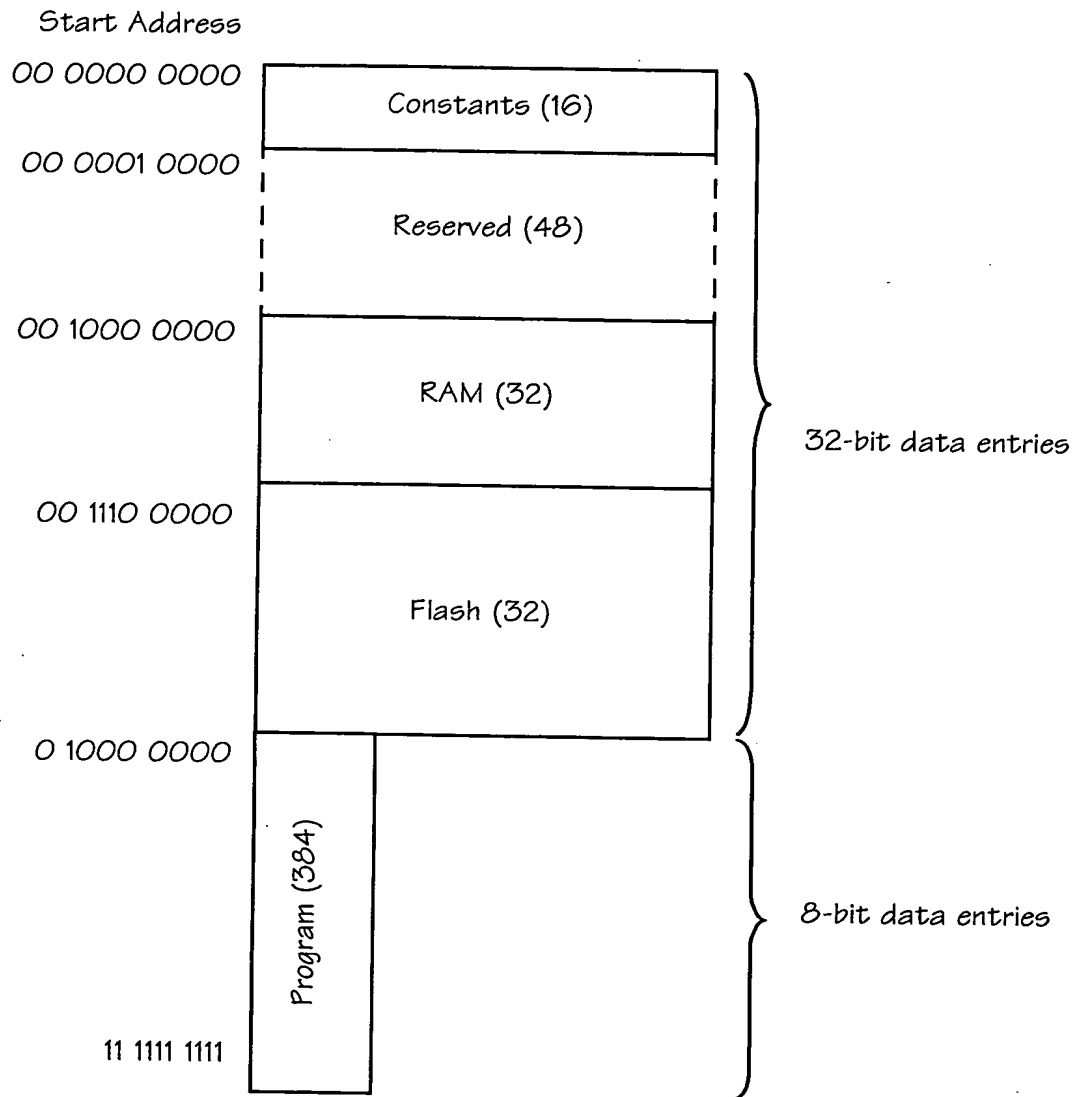 Start Address
00 0000 0000
Constants (16)
00 0001 0000
Reserved (48)
00 1000 0000
RAM (32)
32-bit data entries
00 1110 0000
Flash (32)
0 1000 0000
Program (384)
8-bit data entries
11 1111 1111